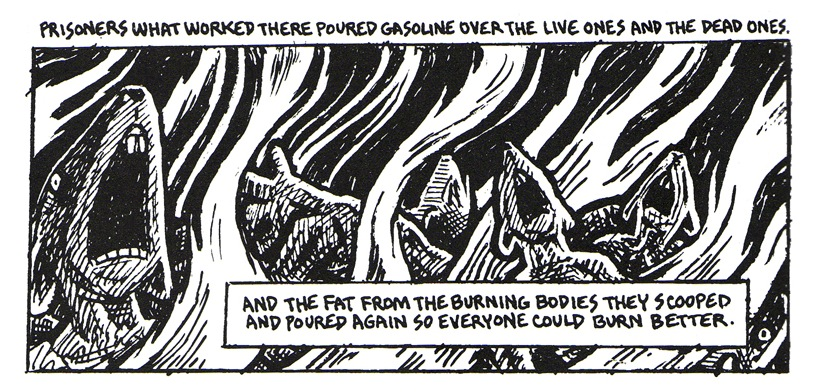 PRISONERS WHAT WORKED THERE POURED GASOLINE OVER THE LIVE ONES AND THE DEAD ONES.
AND THE FAT FROM THE BURNING BODIES THEY SCOOPED
AND POURED AGAIN SO EVERYONE COULD BURN BETTER.